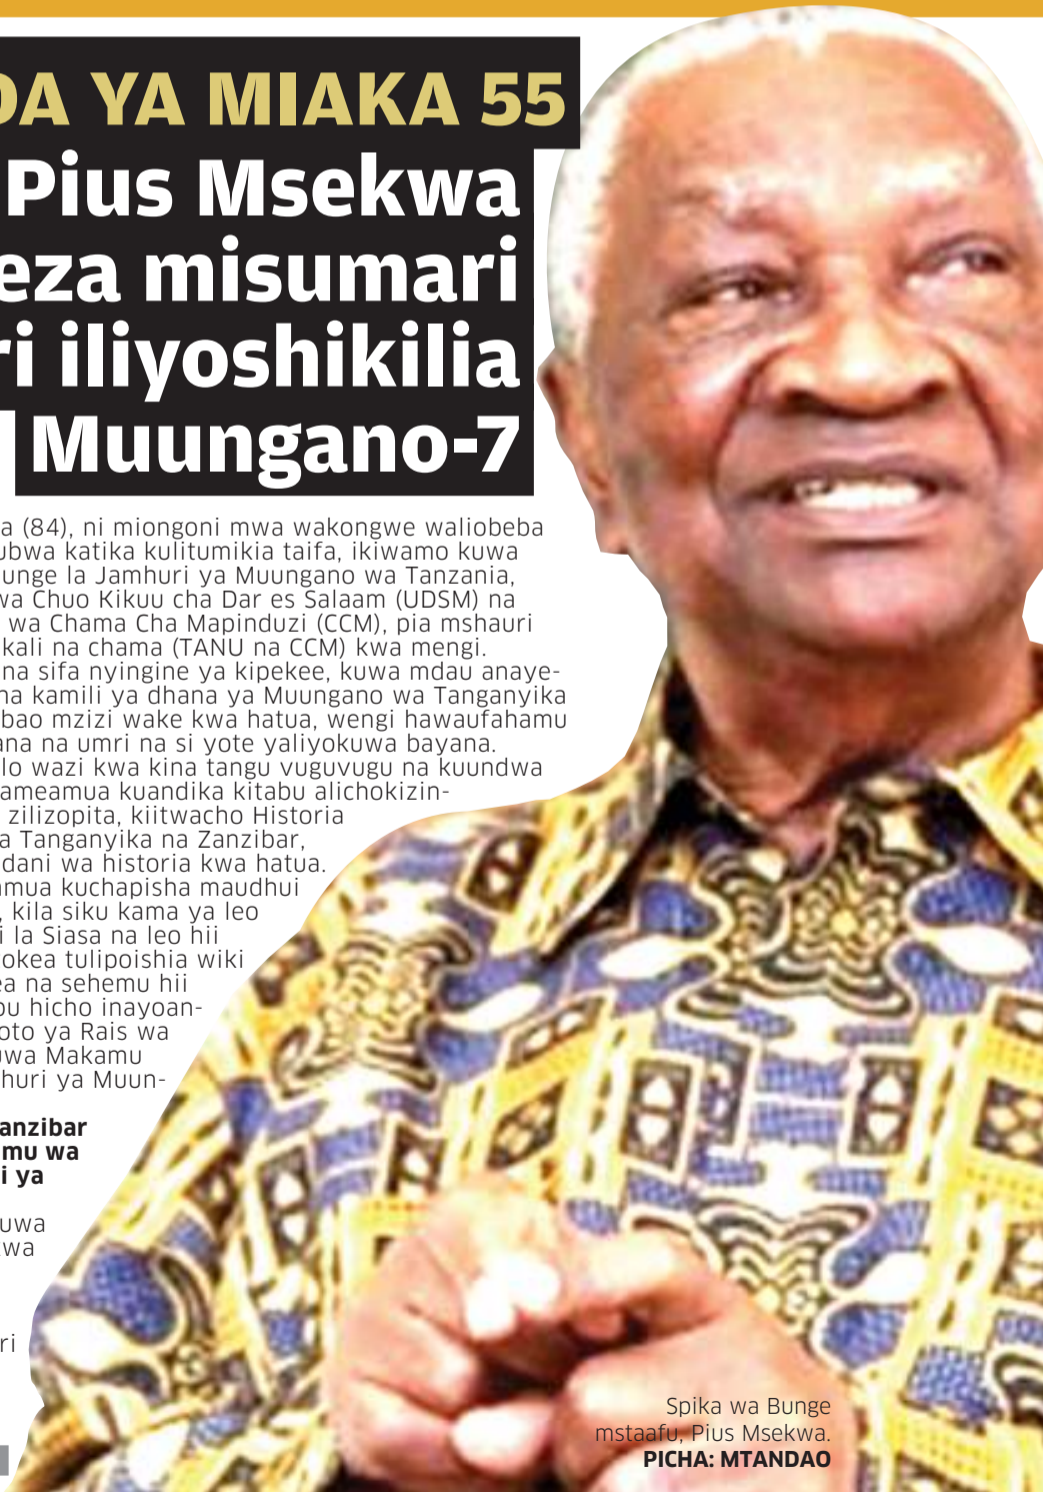 DA YA MIAKA 55
Pius Msekwa
eza misumari
ri iliyoshikilia
Muungano-7
a (84), ni miongoni mwa wakongwe waliobeba
ubwa katika kulitumikia taifa, ikiwamo kuwa
unge la Jamhuri ya Muungano wa Tanzania,
wa Chuo Kikuu cha Dar es Salaam (UDSM) na
wa Chama Cha Mapinduzi (CCM), pia mshauri
kali na chama (TANU na CCM) kwa mengi.
na sifa nyingine ya kipekee, kuwa mdau anaye-
na kamili ya dhana ya Muungano wa Tanganyika
bao mzizi wake kwa hatua, wengi hawaufahamu
ana na umri na si yote yaliyokuwa bayana.
lo wazi kwa kina tangu vuguvugu na kuundwa
ameamua kuandika kitabu alichokizin-
zilizopita, kiitwacho Historia
a Tanganyika na Zanzibar,
dani wa historia kwa hatua.
amua kuchapisha maudhui
, kila siku kama ya leo
i la Siasa na leo hii
okea tulipoishia wiki
ea na sehemu hii
bu hicho inayoan-
oto ya Rais wa
uwa Makamu
huri ya Muun-
anzibar
mu wa
i ya
uwa
wa
ri
Spika wa Bunge
mstaafu, Pius Msekwa.
PICHA: MTANDAO